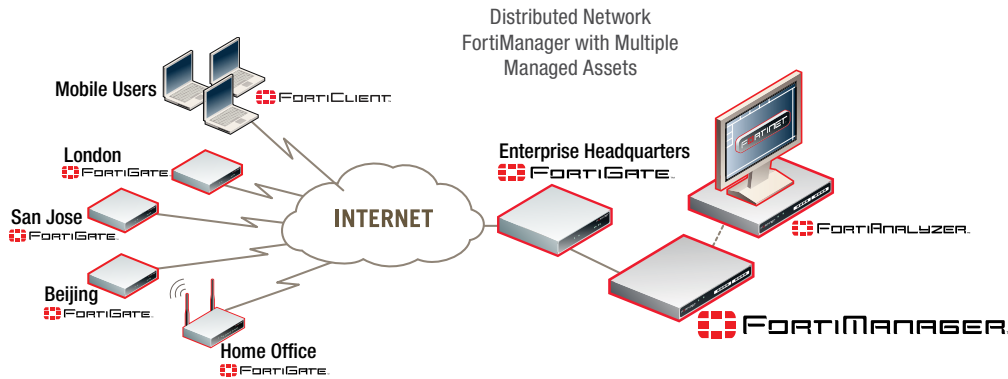 Distributed Network
FortiManager with Multiple
Managed Assets
Mobile Users
FORTICLIENT
London
FORTIGATE
San Jose
FORTIGATE
Beijing
FORTIGATE
Home Office
FORTIGATE
INTERNET
Enterprise Headquarters
FORTIGATE
FORTINET
FORTIANALYZER
FORTIMANAGER